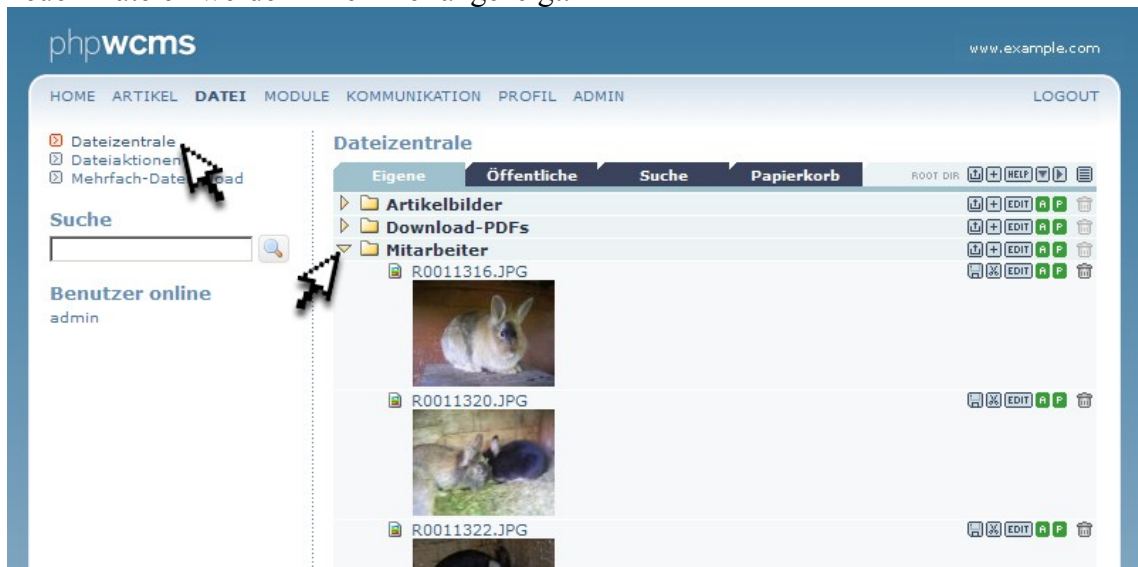 phpwcms
www.example.com
HOME ARTIKEL DATEI MODULE KOMMUNIKATION PROFIL ADMIN LOGOUT
Dateizentrale
Dateiaktionen
Mehrfach-Date
Suche
Benutzer online
admin
Dateizentrale
Eigene Öffentliche Suche Papierkorb ROOT DIR HELP
Artikelbilder EDIT A P
Download-PDFs EDIT A P
Mitarbeiter EDIT A P
R0011316.JPG EDIT A P
R0011320.JPG EDIT A P
R0011322.JPG EDIT A P